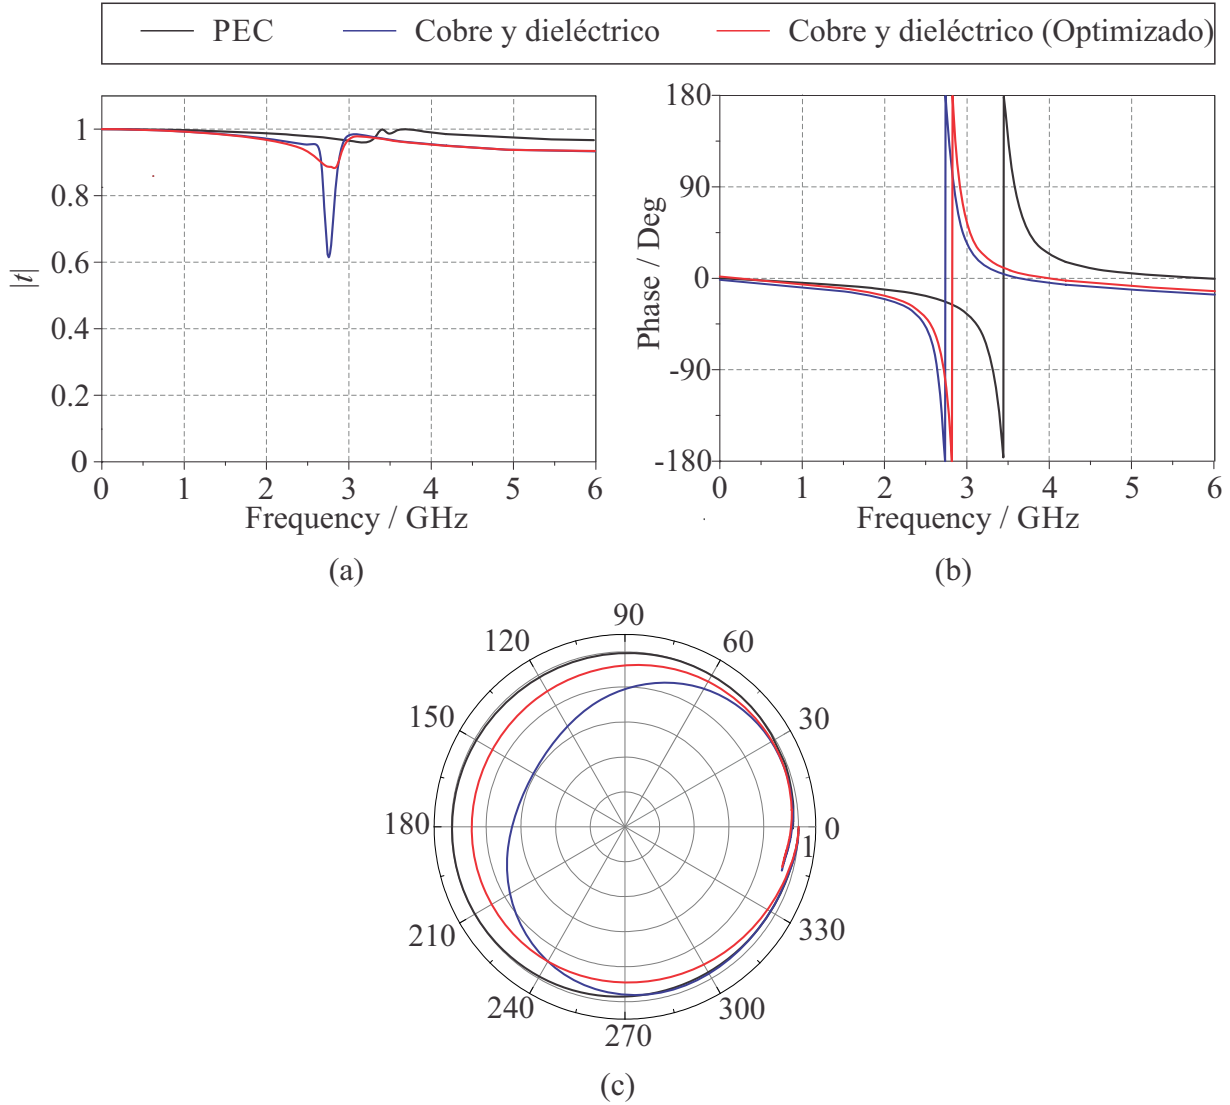 PEC Cobre y dieléctrico Cobre y dieléctrico (Optimizado)
1
0.8
0.6
0.4
0.2
0
|t|
0 1 2 3 4 5 6
Frequency / GHz
(a)
180
90
0
-90
-180
Phase / Deg
0 1 2 3 4 5 6
Frequency / GHz
(b)
90
120 60
150 30
180 0
1
210 330
240 300
270
(c)